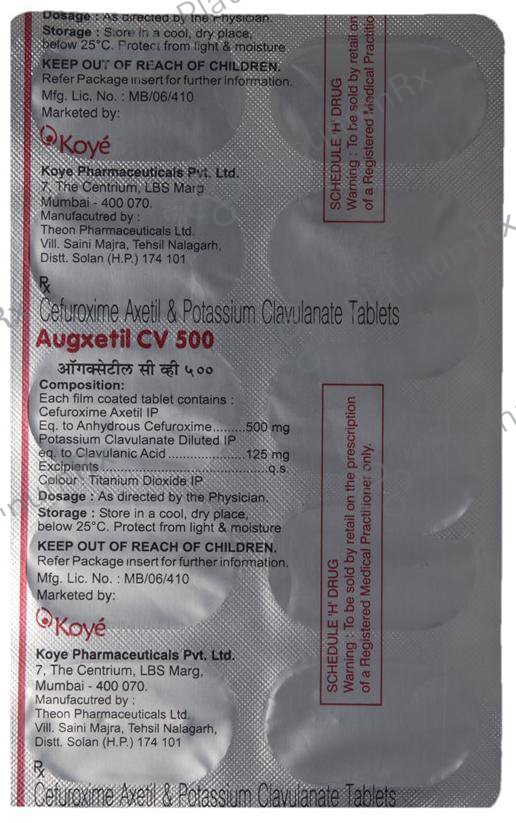 Dosage : As directed by the Physician.
Storage : Store in a cool, dry place,
below 25°C. Protect from light & moisture
KEEP OUT OF REACH OF CHILDREN.
Refer Package insert for further information.
Mfg. Lic. No. : MB/06/410
Marketed by:
Koyé
Koye Pharmaceuticals Pvt. Ltd.
7, The Centrium, LBS Marg
Mumbai - 400 070.
Manufacutred by :
Theon Pharmaceuticals Ltd.
Vill. Saini Majra, Tehsil Nalagarh,
Distt. Solan (H.P.) 174 101
SCHEDULE 'H' DRUG
Warning : To be sold by retail on
of a Registered Medical Practitio
Rx
Cefuroxime Axetil & Potassium Clavulanate Tablets
Augxetil CV 500
ऑगक्सेटील सी व्ही ५००
Composition:
Each film coated tablet contains :
Cefuroxime Axetil IP
Eq. to Anhydrous Cefuroxime.........500 mg
Potassium Clavulanate Diluted IP
eq. to Clavulanic Acid ......................125 mg
Excipients ...............................................q.s.
Colour : Titanium Dioxide IP
Dosage : As directed by the Physician.
Storage : Store in a cool, dry place,
below 25°C. Protect from light & moisture
KEEP OUT OF REACH OF CHILDREN.
Refer Package insert for further information.
Mfg. Lic. No. : MB/06/410
Marketed by:
Koyé
Koye Pharmaceuticals Pvt. Ltd.
7, The Centrium, LBS Marg,
Mumbai - 400 070.
Manufacutred by :
Theon Pharmaceuticals Ltd.
Vill. Saini Majra, Tehsil Nalagarh,
Distt. Solan (H.P.) 174 101
SCHEDULE 'H' DRUG
Warning : To be sold by retail on the prescription
of a Registered Medical Practitioner only.
Rx
Cefuroxime Axetil & Potassium Clavulanate Tablets
PlatinumRx